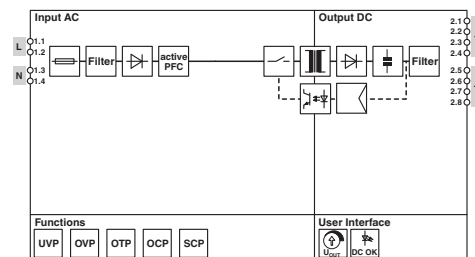 Input AC
Output DC
L
1.1
1.2
N
1.3
1.4
Filter
active
PFC
Filter
2.1
2.2
2.3
2.4
2.5
2.6
2.7
2.8
Functions
UVP
OVP
OTP
OCP
SCP
User Interface
UOUT
DC OK